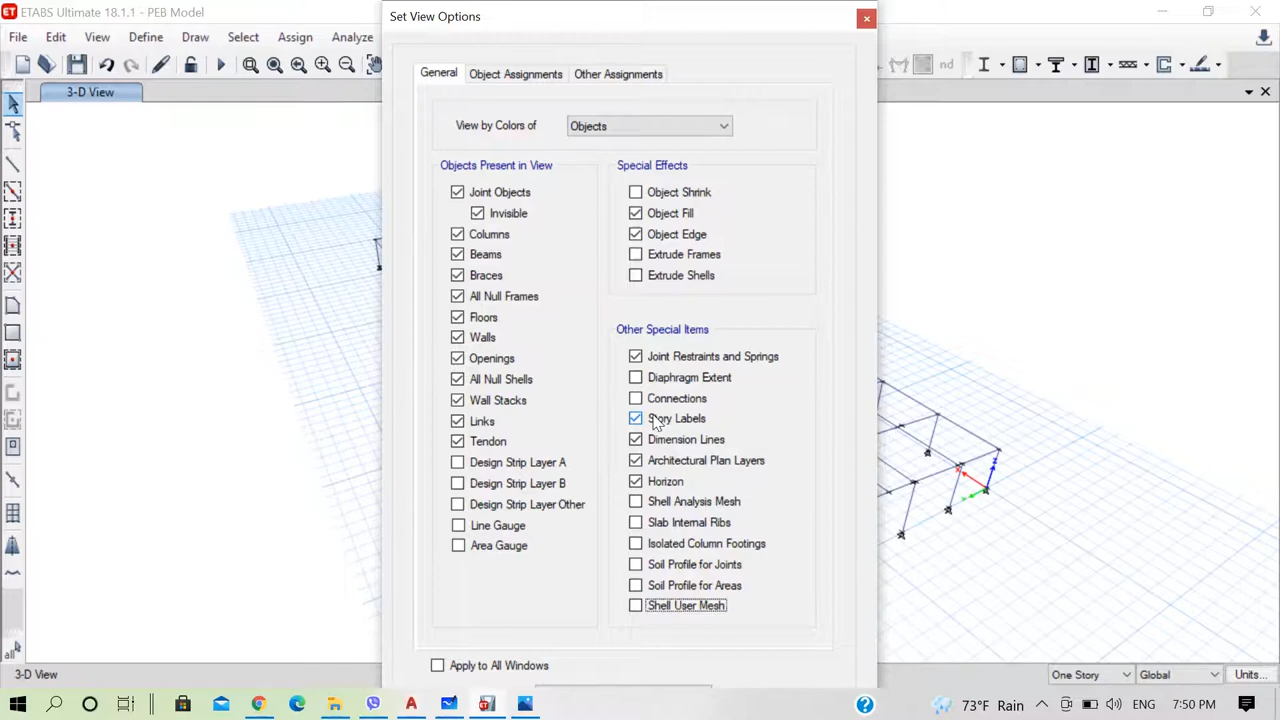 ETABS Ultimate 18.1.1 - PEB Model
Set View Options
File Edit View Define Draw Select Assign Analyze
nd
3-D View
General Object Assignments Other Assignments
View by Colors of Objects
Objects Present in View
Joint Objects
Invisible
Columns
Beams
Braces
All Null Frames
Floors
Walls
Openings
All Null Shells
Wall Stacks
Links
Tendon
Design Strip Layer A
Design Strip Layer B
Design Strip Layer Other
Line Gauge
Area Gauge
Special Effects
Object Shrink
Object Fill
Object Edge
Extrude Frames
Extrude Shells
Other Special Items
Joint Restraints and Springs
Diaphragm Extent
Connections
Story Labels
Dimension Lines
Architectural Plan Layers
Horizon
Shell Analysis Mesh
Slab Internal Ribs
Isolated Column Footings
Soil Profile for Joints
Soil Profile for Areas
Shell User Mesh
Apply to All Windows
all
3-D View
One Story Global Units...
73°F Rain 7:50 PM